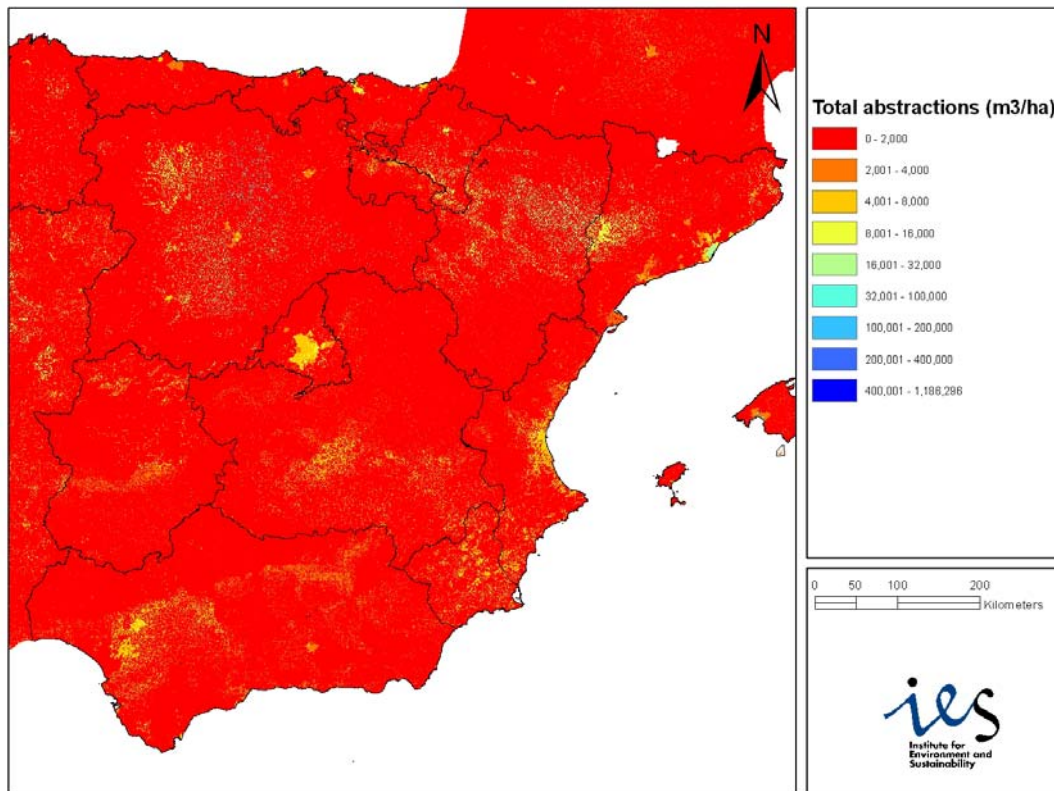 N
Total abstractions (m3/ha)
0 - 2,000
2,001 - 4,000
4,001 - 8,000
8,001 - 16,000
16,001 - 32,000
32,001 - 100,000
100,001 - 200,000
200,001 - 400,000
400,001 - 1,186,296
0 50 100 200
Kilometers
ies
Institute for
Environment and
Sustainability